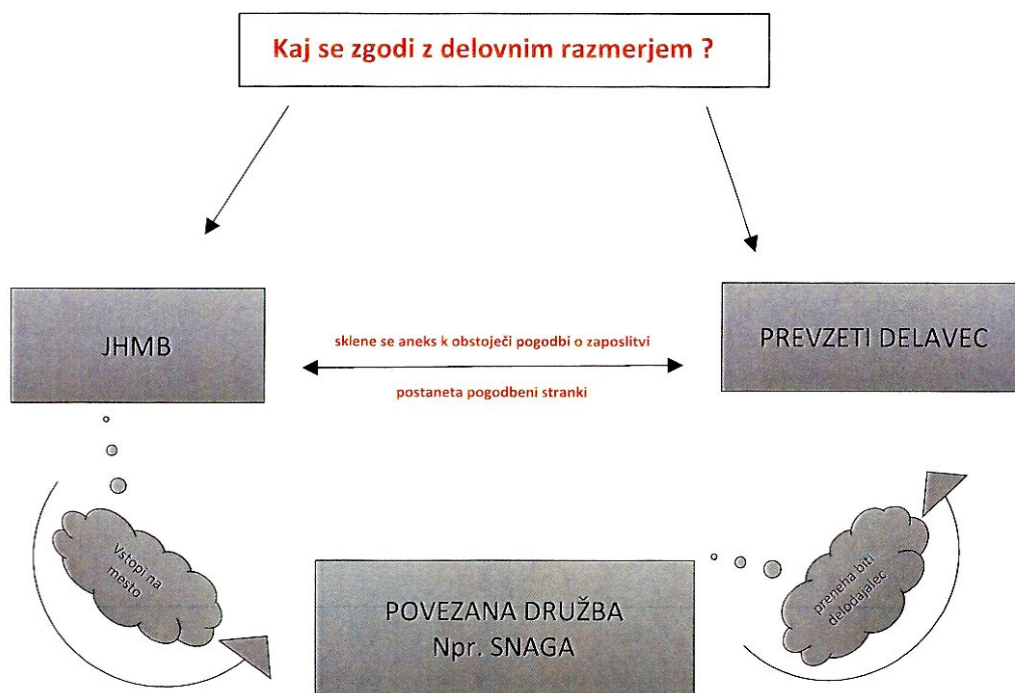 Kaj se zgodi z delovnim razmerjem ?
JHMB
sklene se aneks k obstoječi pogodbi o zaposlitvi
postaneta pogodbeni stranki
PREVZETI DELAVEC
Vstopi na
mesto
POVEZANA DRUŽBA
Npr. SNAGA
preneha biti
delodajalec